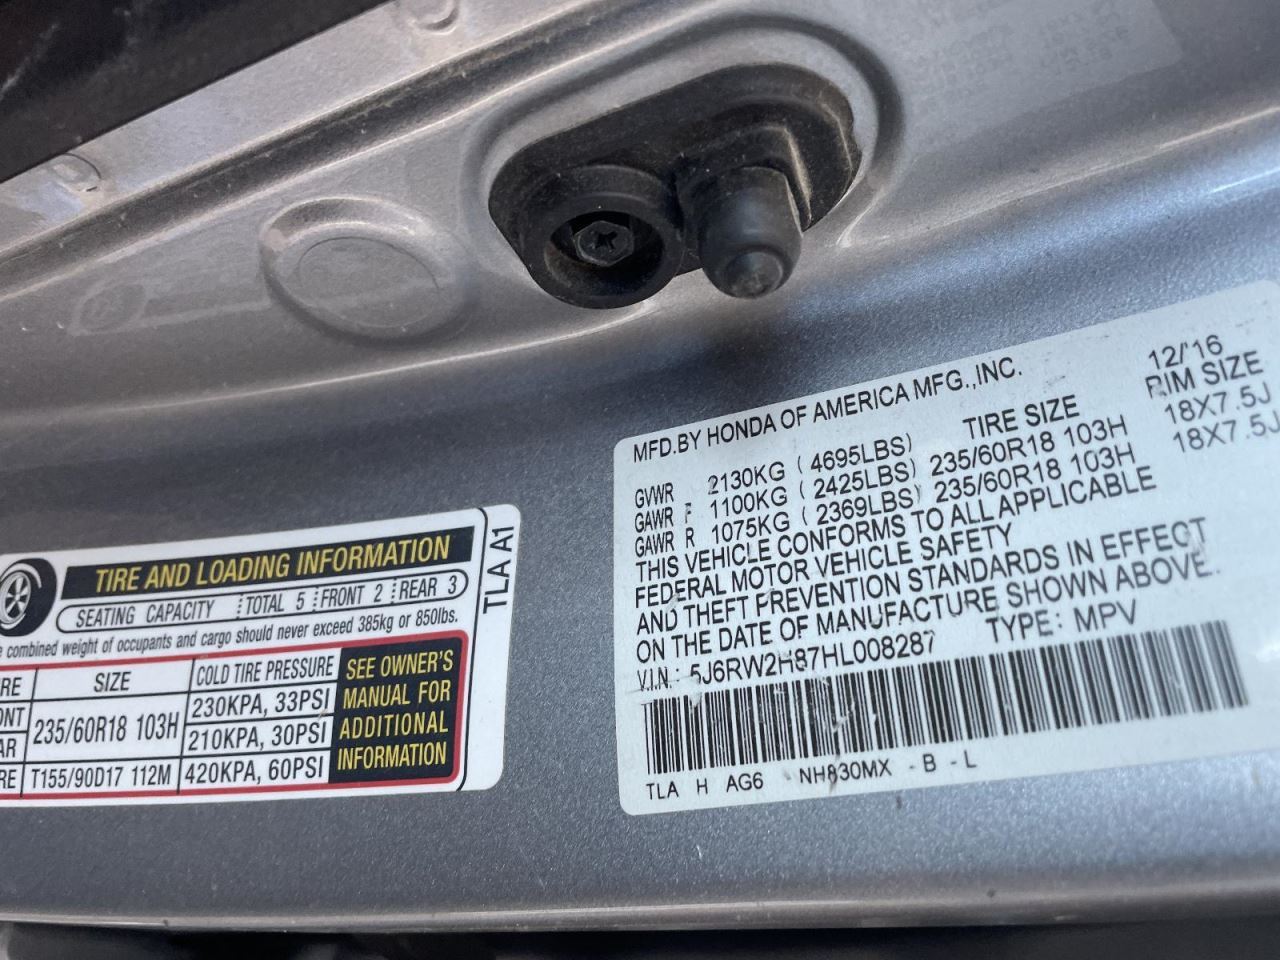 TIRE AND LOADING INFORMATION
SEATING CAPACITY TOTAL 5 FRONT 2 REAR 3
combined weight of occupants and cargo should never exceed 385kg or 850lbs.
SIZE COLD TIRE PRESSURE
235/60R18 103H 230KPA, 33PSI
210KPA, 30PSI
T155/90D17 112M 420KPA, 60PSI
SEE OWNER'S
MANUAL FOR
ADDITIONAL
INFORMATION
TLA A1
MFD.BY HONDA OF AMERICA MFG.,INC. 12/'16
TIRE SIZE RIM SIZE
GVWR 2130KG ( 4695LBS)
GAWR F 1100KG ( 2425LBS) 235/60R18 103H 18X7.5J
GAWR R 1075KG ( 2369LBS) 235/60R18 103H 18X7.5J
THIS VEHICLE CONFORMS TO ALL APPLICABLE
FEDERAL MOTOR VEHICLE SAFETY
AND THEFT PREVENTION STANDARDS IN EFFECT
ON THE DATE OF MANUFACTURE SHOWN ABOVE.
V.I.N.: 5J6RW2H87HL008287 TYPE: MPV
TLA H AG6 NH830MX - B - L